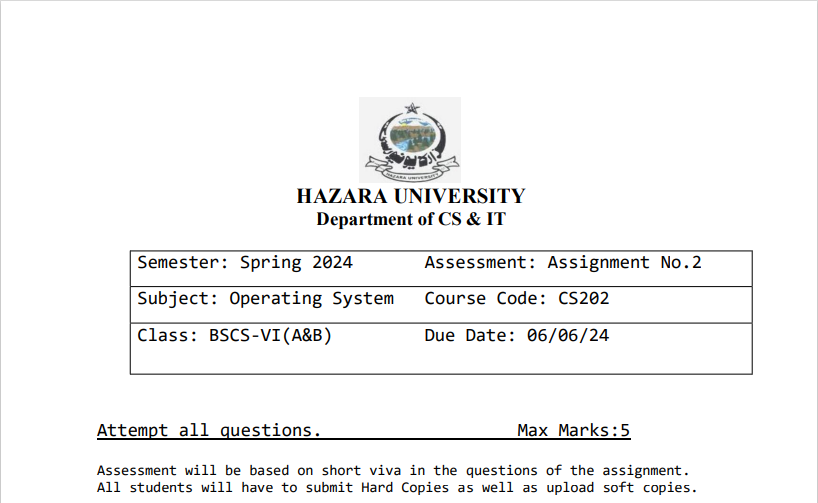 HAZARA UNIVERSITY
HAZARA UNIVERSITY
Department of CS & IT
Semester: Spring 2024 Assessment: Assignment No.2
Subject: Operating System Course Code: CS202
Class: BSCS-VI(A&B) Due Date: 06/06/24
Attempt all questions. Max Marks:5
Assessment will be based on short viva in the questions of the assignment.
All students will have to submit Hard Copies as well as upload soft copies.